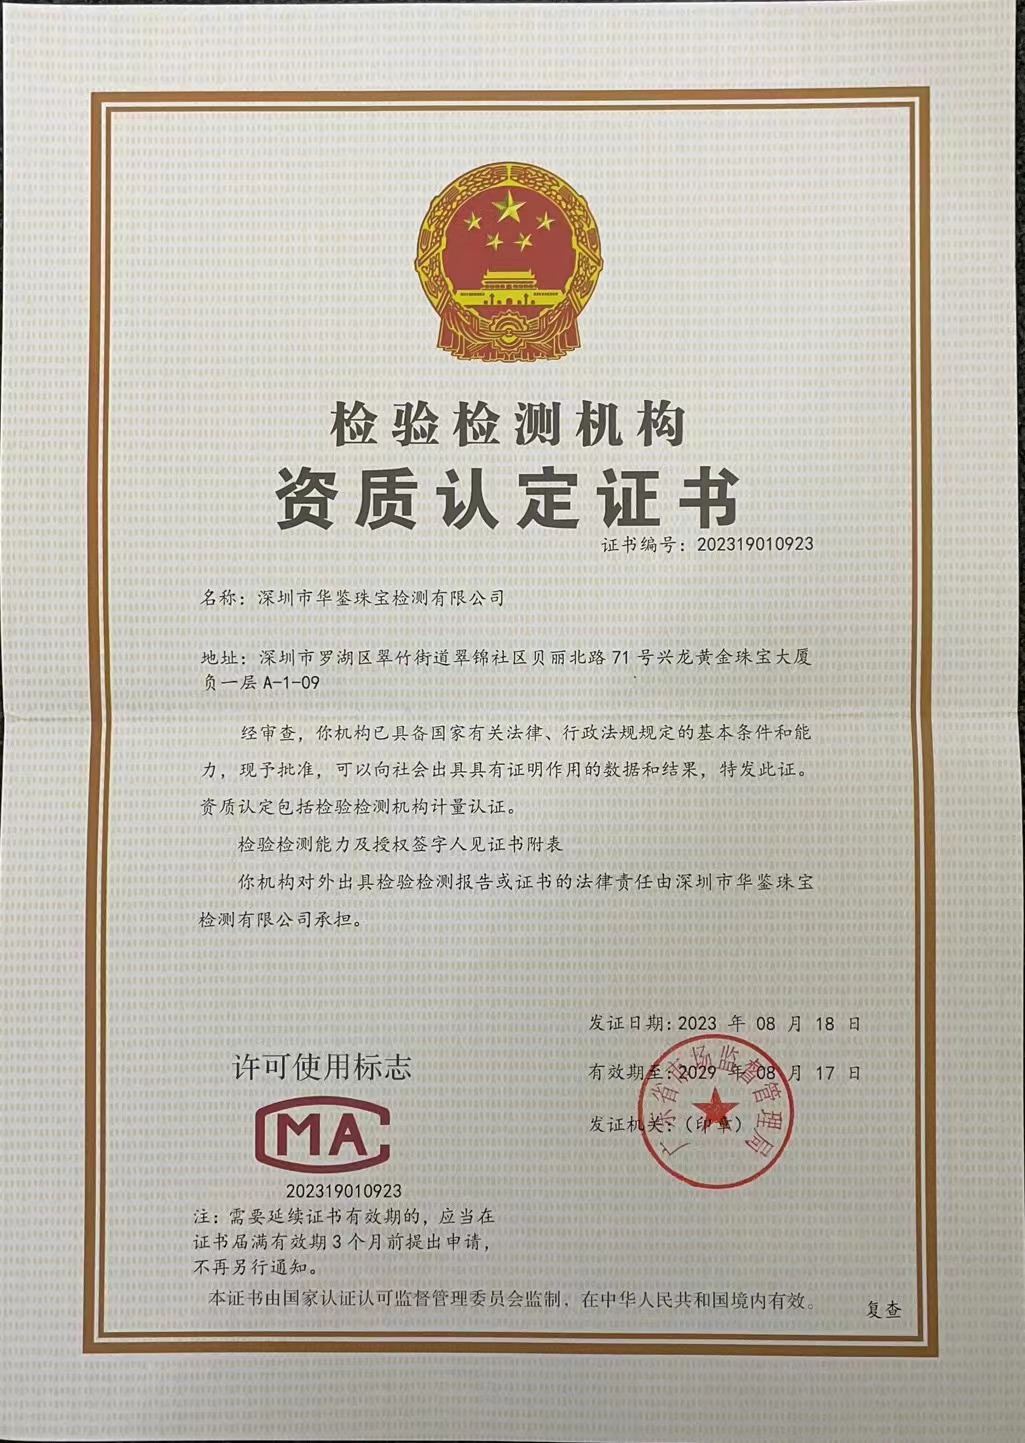 检验检测机构
资质认定证书
证书编号：202319010923
名称：深圳市华鉴珠宝检测有限公司
地址：深圳市罗湖区翠竹街道翠锦社区贝丽北路71号兴龙黄金珠宝大厦
负一层A-1-09
经审查，你机构已具备国家有关法律、行政法规规定的基本条件和能
力，现予批准，可以向社会出具具有证明作用的数据和结果，特发此证。
资质认定包括检验检测机构计量认证。
检验检测能力及授权签字人见证书附表
你机构对外出具检验检测报告或证书的法律责任由深圳市华鉴珠宝
检测有限公司承担。
发证日期：2023 年 08 月 18 日
有效期至：2029 年 08 月 17 日
发证机关：（印章）
广东省市场监督管理局
许可使用标志
MA
202319010923
注：需要延续证书有效期的，应当在
证书届满有效期3个月前提出申请，
不再另行通知。
本证书由国家认证认可监督管理委员会监制，在中华人民共和国境内有效。
复查